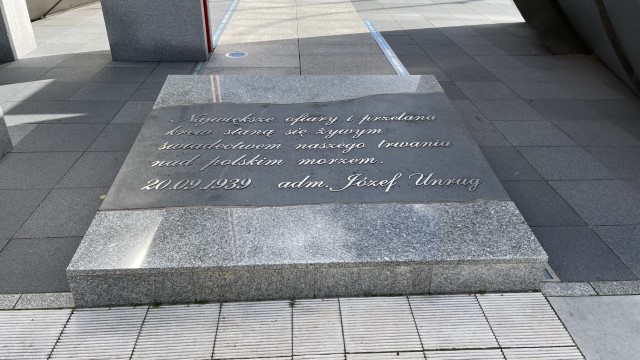 Największe ofiary i przelana
krew staną się żywym
świadectwem naszego trwania
nad polskim morzem.
20.09.1939 adm. Józef Unrug